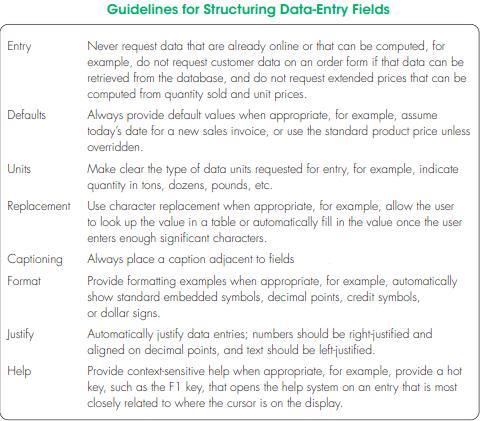 Guidelines for Structuring Data-Entry Fields
Entry Never request data that are already online or that can be computed, for
example, do not request customer data on an order form if that data can be
retrieved from the database, and do not request extended prices that can be
computed from quantity sold and unit prices.
Defaults Always provide default values when appropriate, for example, assume
today's date for a new sales invoice, or use the standard product price unless
overridden.
Units Make clear the type of data units requested for entry, for example, indicate
quantity in tons, dozens, pounds, etc.
Replacement Use character replacement when appropriate, for example, allow the user
to look up the value in a table or automatically fill in the value once the user
enters enough significant characters.
Captioning Always place a caption adjacent to fields
Format Provide formatting examples when appropriate, for example, automatically
show standard embedded symbols, decimal points, credit symbols,
or dollar signs.
Justify Automatically justify data entries; numbers should be right-justified and
aligned on decimal points, and text should be left-justified.
Help Provide context-sensitive help when appropriate, for example, provide a hot
key, such as the F1 key, that opens the help system on an entry that is most
closely related to where the cursor is on the display.